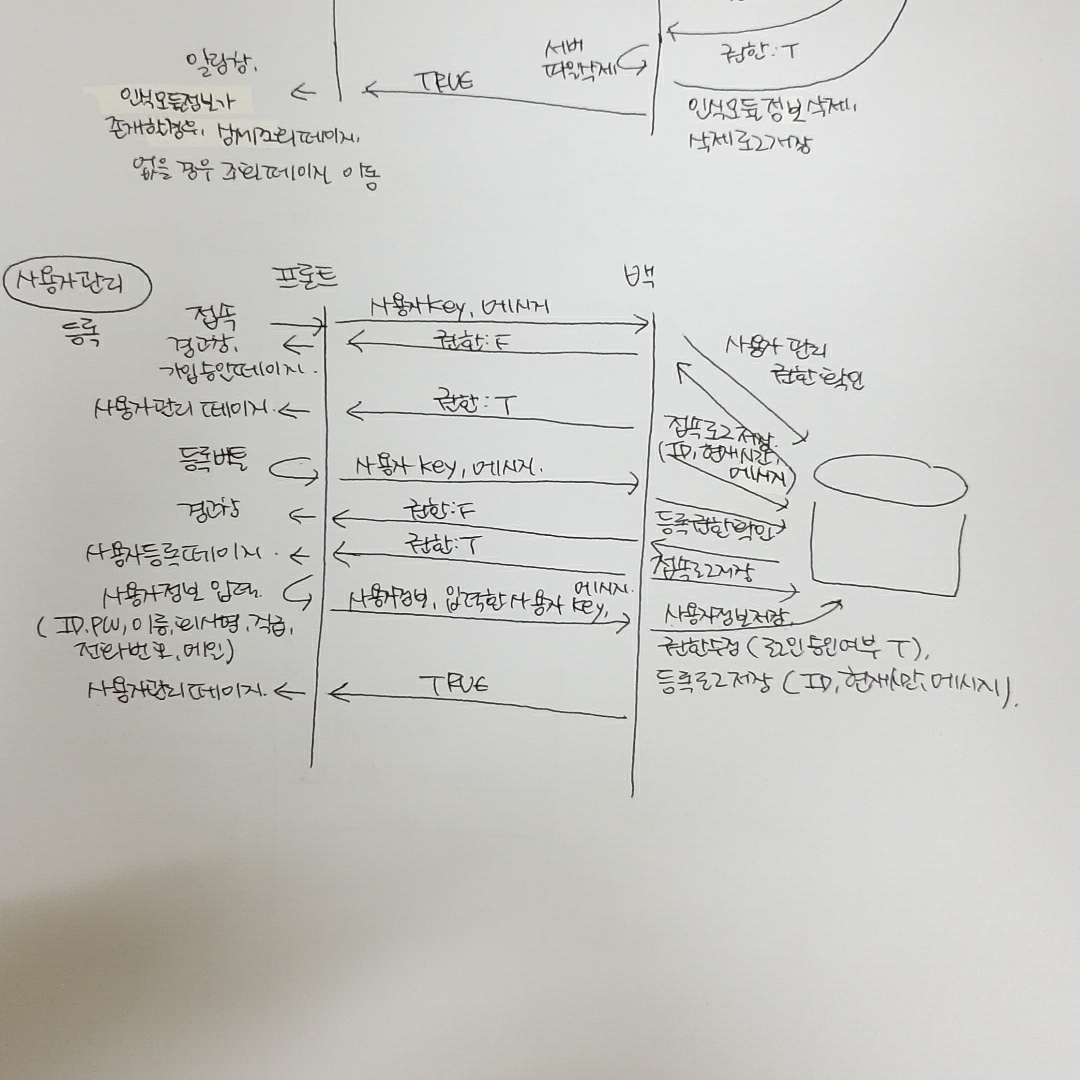 권한: T
알림창.
서버
파일삭제
TRUE
인식모듈정보가
존재할경우, 상세조회페이지,
없을 경우 조회페이지 이동
인식모듈정보삭제,
삭제로그저장
사용자관리
프론트
백
등록
접속
사용자key, 메시지
경고창,
가입승인페이지.
권한: F
사용자 관리
권한 확인
사용자관리 페이지.
권한: T
접속로그저장.
(ID, 현재시간,
메시지)
등록버튼
사용자 key, 메시지.
경고창
권한: F
등록권한확인
사용자등록페이지.
권한: T
접속로그저장
사용자정보 입력.
(ID, PW, 이름, 회사명, 직급,
전화번호, 메일)
사용자정보, 입력한 사용자 key,
메시지.
사용자정보저장,
권한수정 (로그인승인여부 T),
등록로그저장 (ID, 현재시간, 메시지).
사용자관리페이지.
TRUE